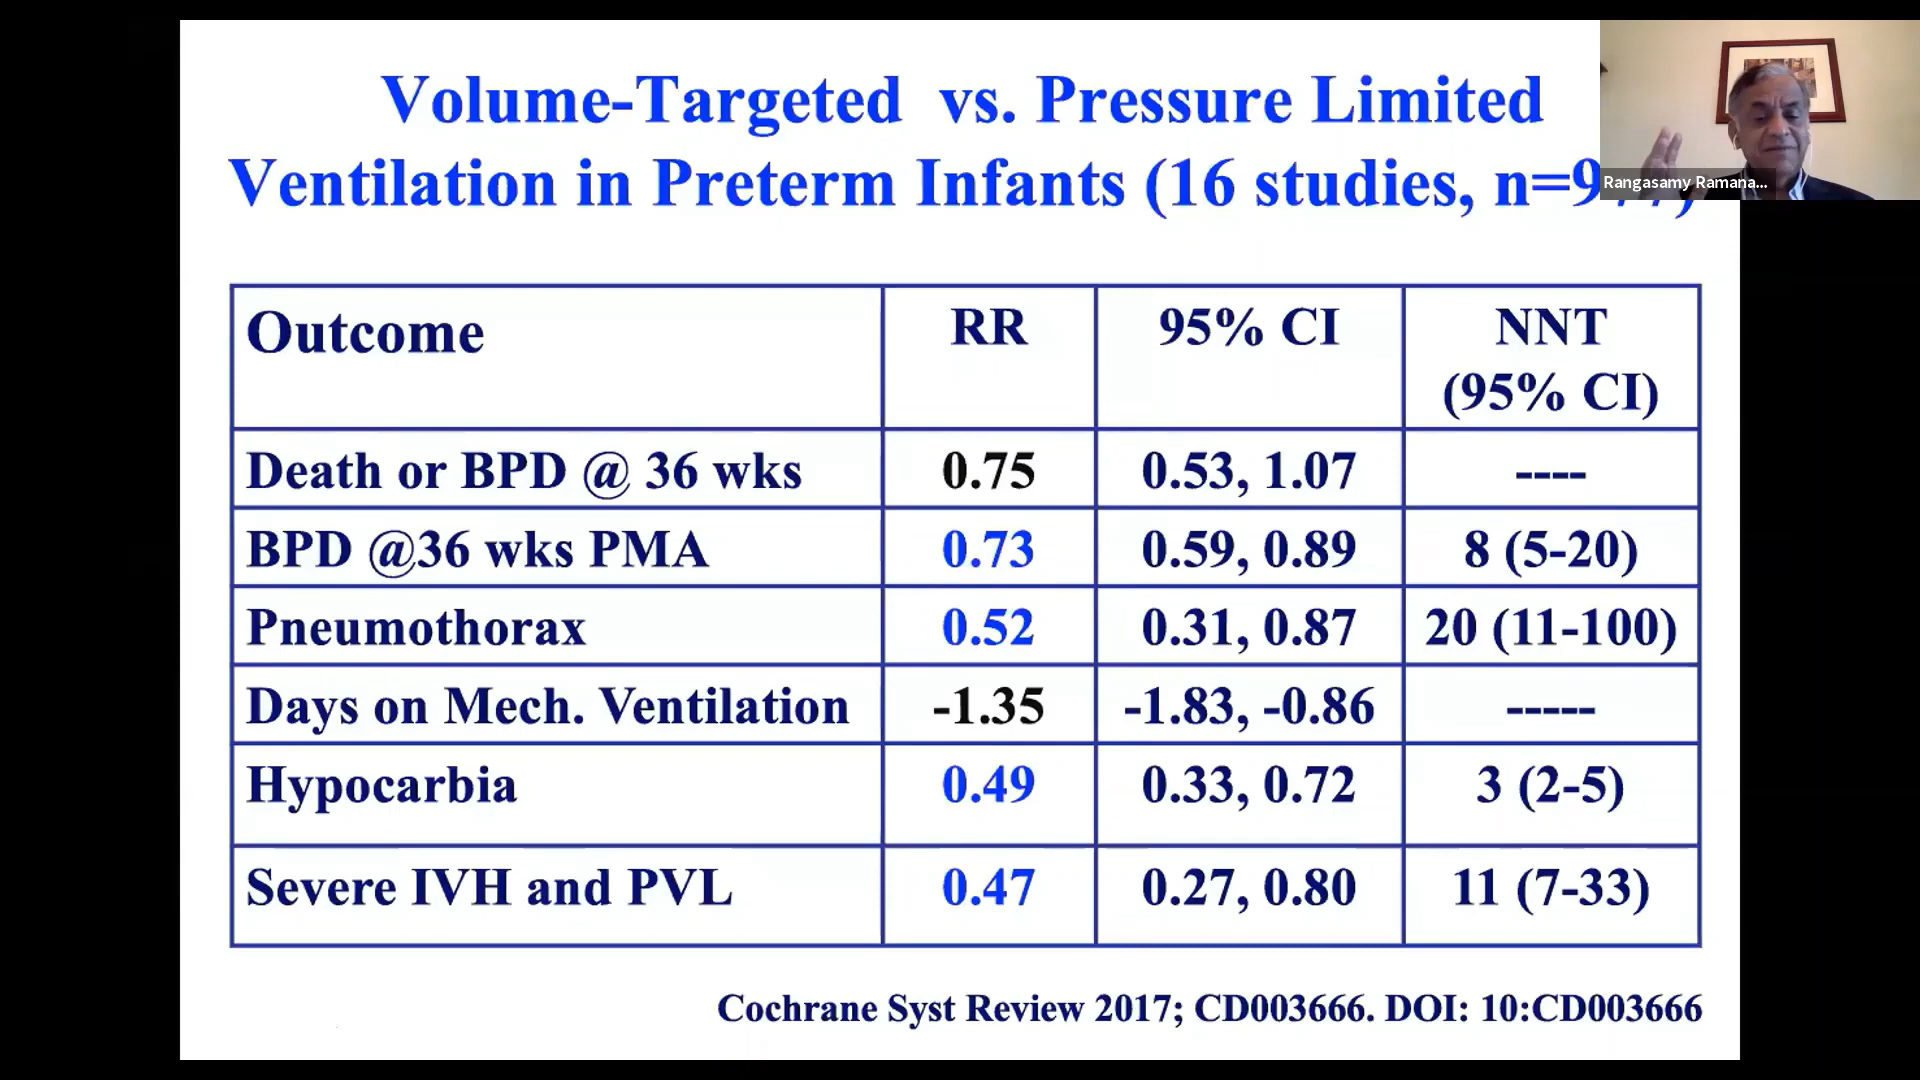 Volume-Targeted vs. Pressure Limited
Ventilation in Preterm Infants (16 studies,
Rangasamy Ramana...
Outcome RR 95% CI NNT (95% CI)
Death or BPD @ 36 wks 0.75 0.53, 1.07 ----
BPD @36 wks PMA 0.73 0.59, 0.89 8 (5-20)
Pneumothorax 0.52 0.31, 0.87 20 (11-100)
Days on Mech. Ventilation -1.35 -1.83, -0.86 -----
Hypocarbia 0.49 0.33, 0.72 3 (2-5)
Severe IVH and PVL 0.47 0.27, 0.80 11 (7-33)
Cochrane Syst Review 2017; CD003666. DOI: 10:CD003666